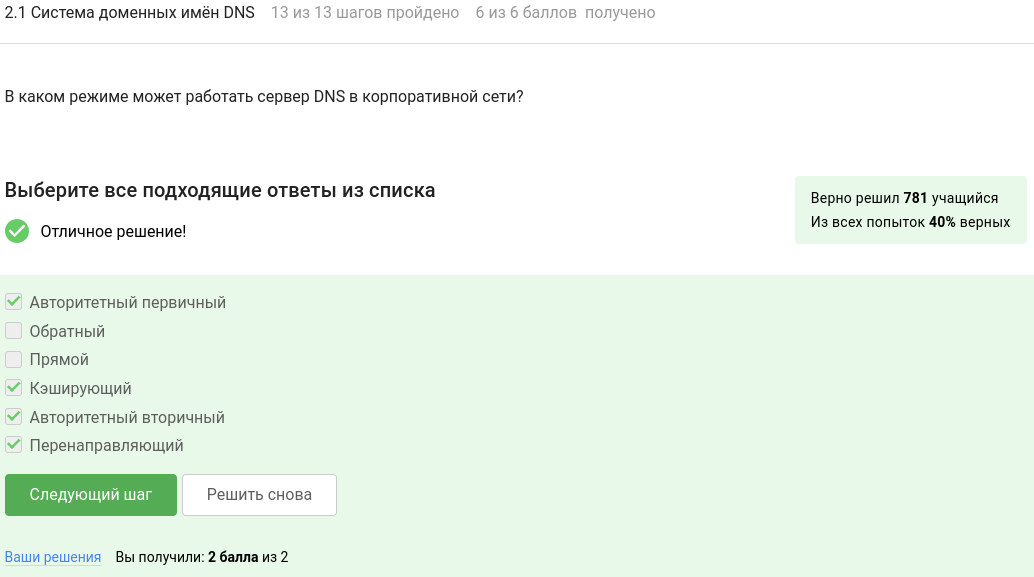 2.1 Система доменных имён DNS 13 из 13 шагов пройдено 6 из 6 баллов получено
В каком режиме может работать сервер DNS в корпоративной сети?
Выберите все подходящие ответы из списка
Верно решил 781 учащийся
Из всех попыток 40% верных
Отличное решение!
Авторитетный первичный
Обратный
Прямой
Кэширующий
Авторитетный вторичный
Перенаправляющий
Следующий шаг Решить снова
Ваши решения Вы получили: 2 балла из 2